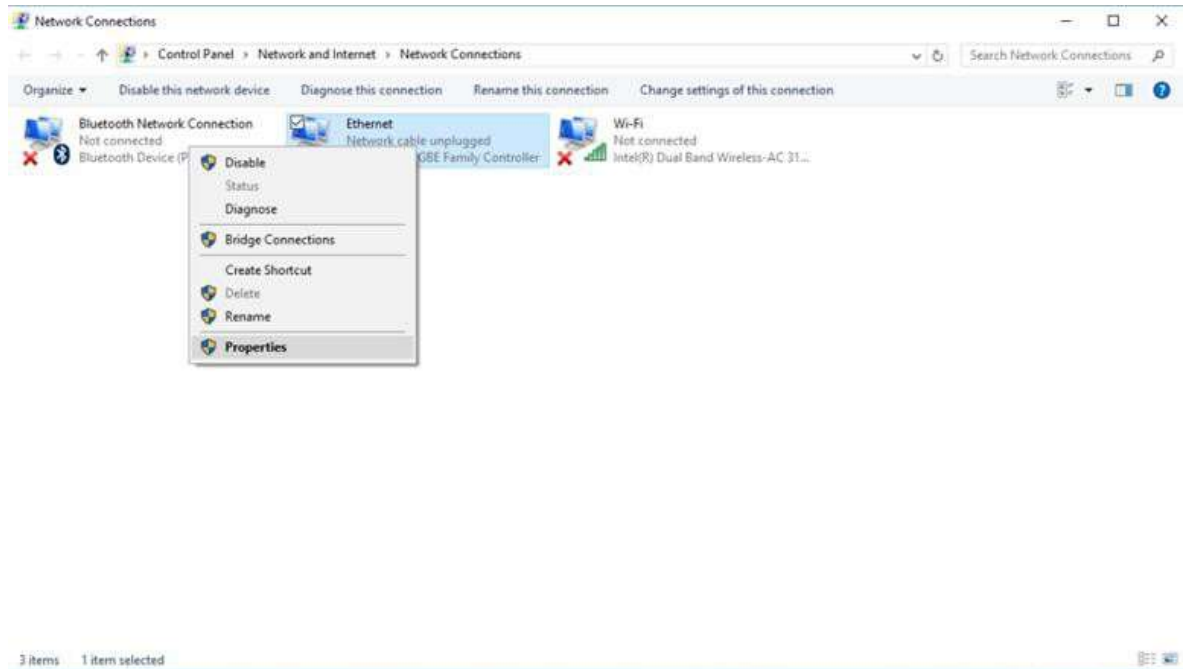 Network Connections
Control Panel › Network and Internet › Network Connections
Search Network Connections
Organize Disable this network device Diagnose this connection Rename this connection Change settings of this connection
Bluetooth Network Connection
Not connected
Bluetooth Device (P
Ethernet
Network cable unplugged
GBE Family Controller
Wi-Fi
Not connected
Intel(R) Dual Band Wireless-AC 31...
Disable
Status
Diagnose
Bridge Connections
Create Shortcut
Delete
Rename
Properties
3 items 1 item selected